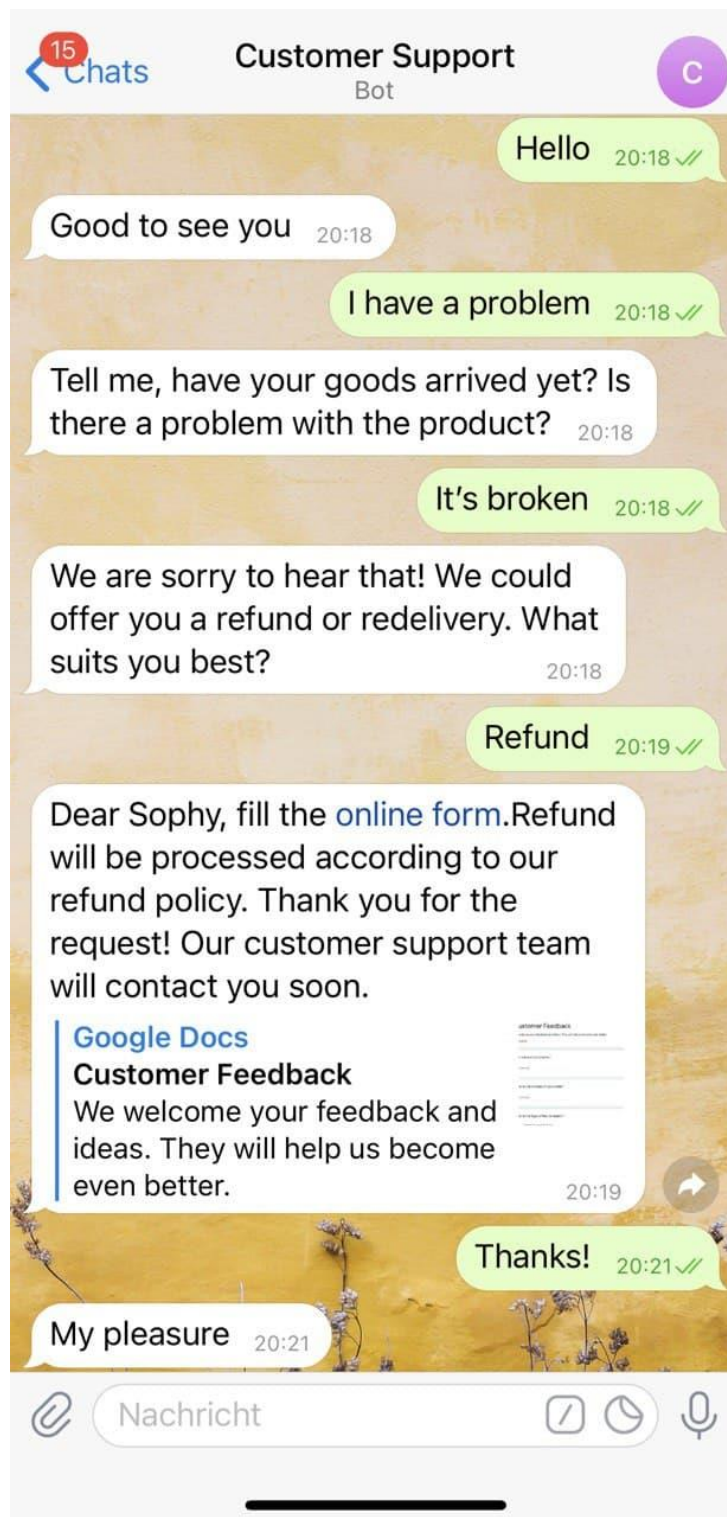 15
Chats
Customer Support
Bot
C
Hello 20:18
Good to see you 20:18
I have a problem 20:18
Tell me, have your goods arrived yet? Is
there a problem with the product? 20:18
It's broken 20:18
We are sorry to hear that! We could
offer you a refund or redelivery. What
suits you best? 20:18
Refund 20:19
Dear Sophy, fill the online form.Refund
will be processed according to our
refund policy. Thank you for the
request! Our customer support team
will contact you soon.
Google Docs
Customer Feedback
We welcome your feedback and
ideas. They will help us become
even better. 20:19
Thanks! 20:21
My pleasure 20:21
Nachricht